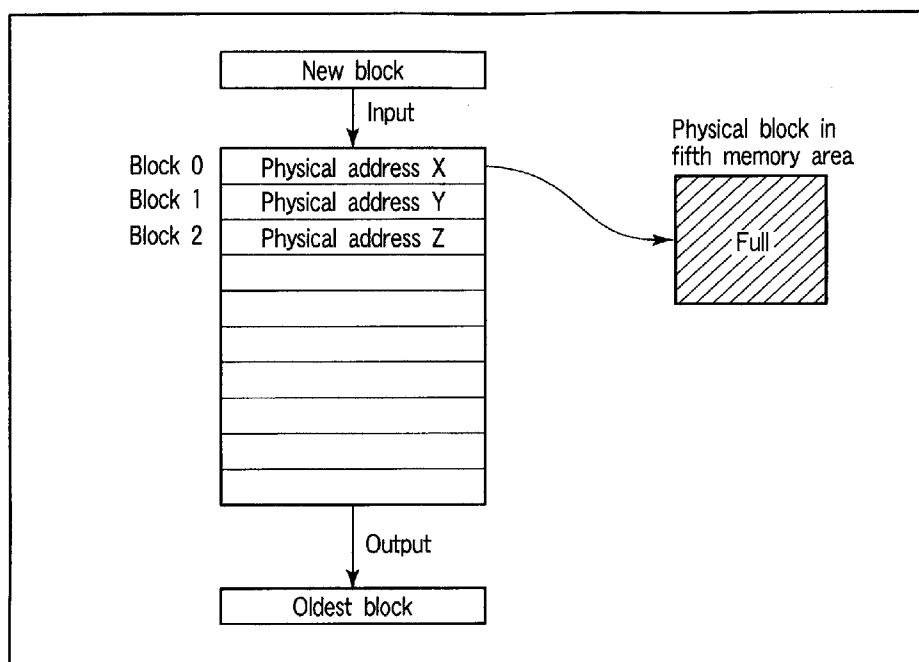 New block
Input
Physical block in
fifth memory area
Block 0 Physical address X
Block 1 Physical address Y
Block 2 Physical address Z
Full
Output
Oldest block